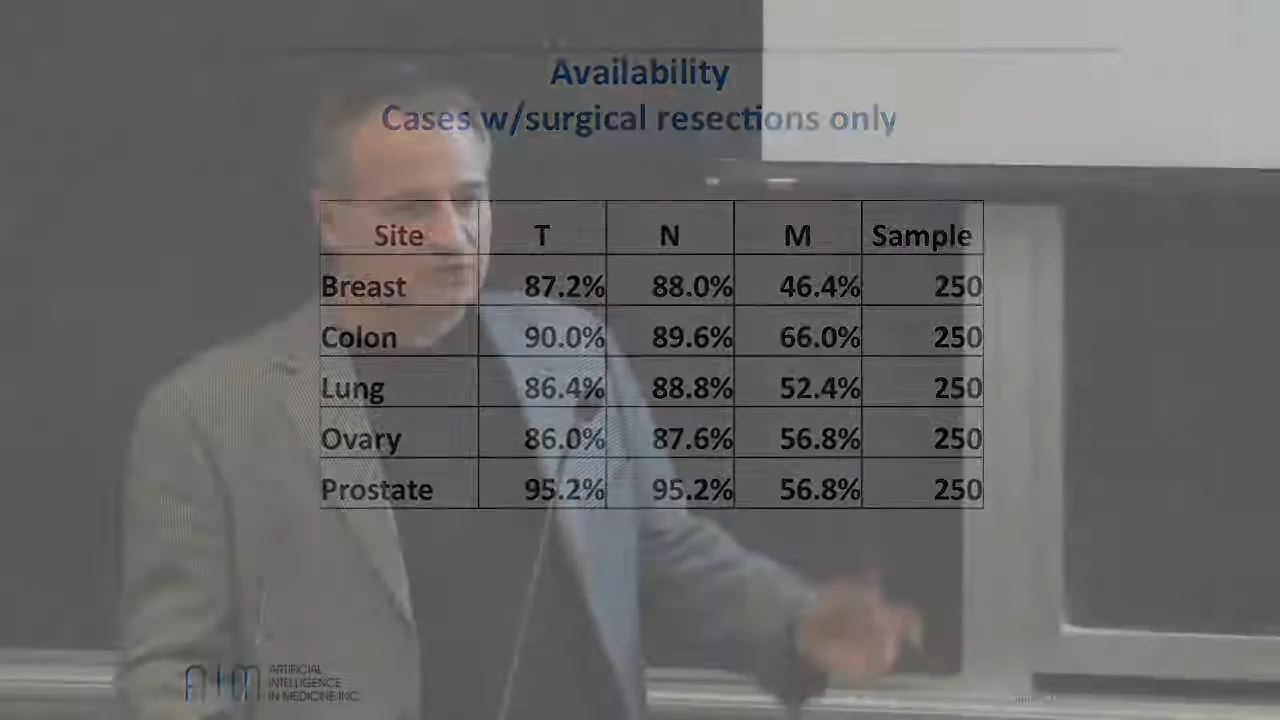 Availability
Cases w/surgical resections only
Site T N M Sample
Breast 87.2% 88.0% 46.4% 250
Colon 90.0% 89.6% 66.0% 250
Lung 86.4% 88.8% 52.4% 250
Ovary 86.0% 87.6% 56.8% 250
Prostate 95.2% 95.2% 56.8% 250
AIM ARTIFICIAL
INTELLIGENCE
IN MEDICINE INC.